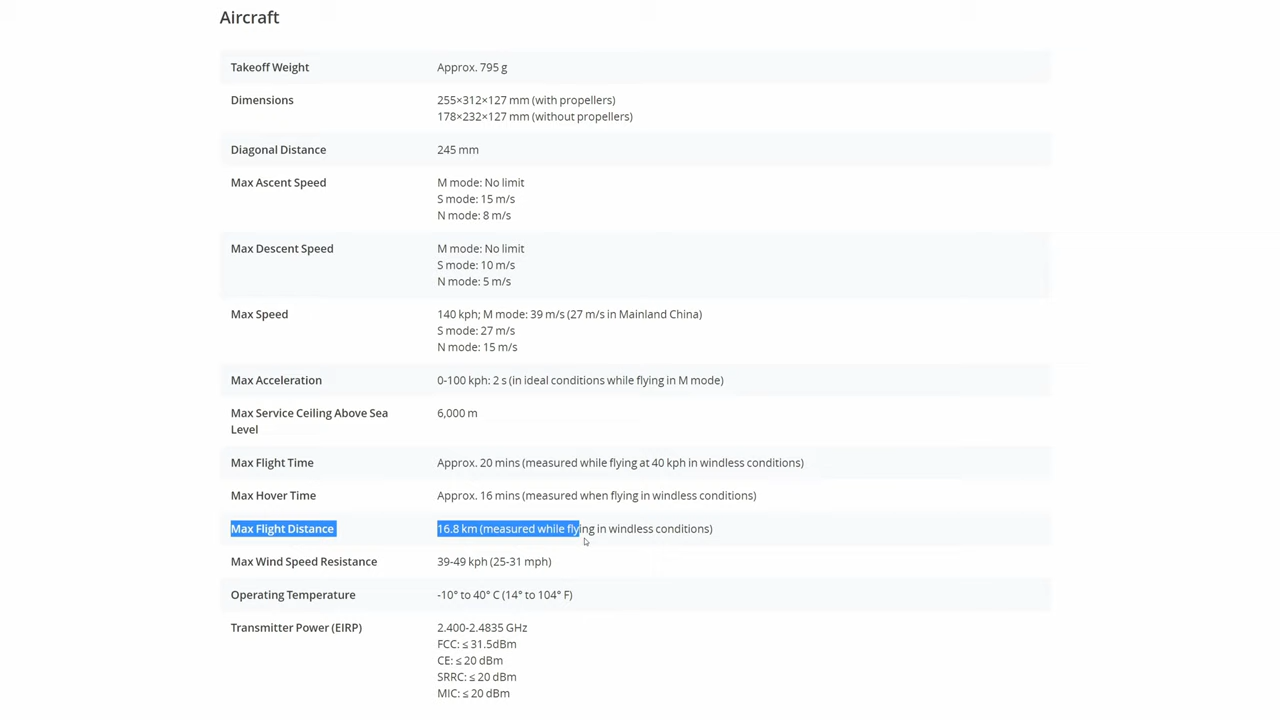 Aircraft
Takeoff Weight Approx. 795 g
Dimensions 255×312×127 mm (with propellers)
178×232×127 mm (without propellers)
Diagonal Distance 245 mm
Max Ascent Speed M mode: No limit
S mode: 15 m/s
N mode: 8 m/s
Max Descent Speed M mode: No limit
S mode: 10 m/s
N mode: 5 m/s
Max Speed 140 kph; M mode: 39 m/s (27 m/s in Mainland China)
S mode: 27 m/s
N mode: 15 m/s
Max Acceleration 0-100 kph: 2 s (in ideal conditions while flying in M mode)
Max Service Ceiling Above Sea 6,000 m
Level
Max Flight Time Approx. 20 mins (measured while flying at 40 kph in windless conditions)
Max Hover Time Approx. 16 mins (measured when flying in windless conditions)
Max Flight Distance 16.8 km (measured while flying in windless conditions)
Max Wind Speed Resistance 39-49 kph (25-31 mph)
Operating Temperature -10° to 40° C (14° to 104° F)
Transmitter Power (EIRP) 2.400-2.4835 GHz
FCC: ≤ 31.5dBm
CE: ≤ 20 dBm
SRRC: ≤ 20 dBm
MIC: ≤ 20 dBm